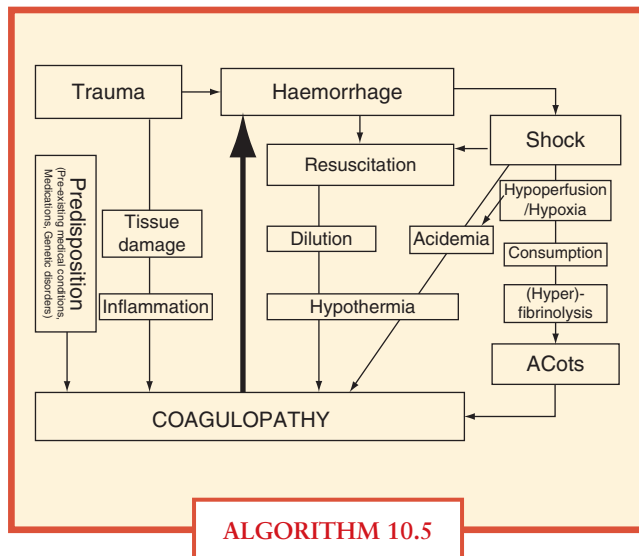 Trauma
Haemorrhage
Shock
Resuscitation
Predisposition
(Pre-existing medical conditions,
Medications, Genetic disorders)
Tissue
damage
Inflammation
Dilution
Hypothermia
Acidemia
Hypoperfusion
/Hypoxia
Consumption
(Hyper)-
fibrinolysis
ACots
COAGULOPATHY
ALGORITHM 10.5